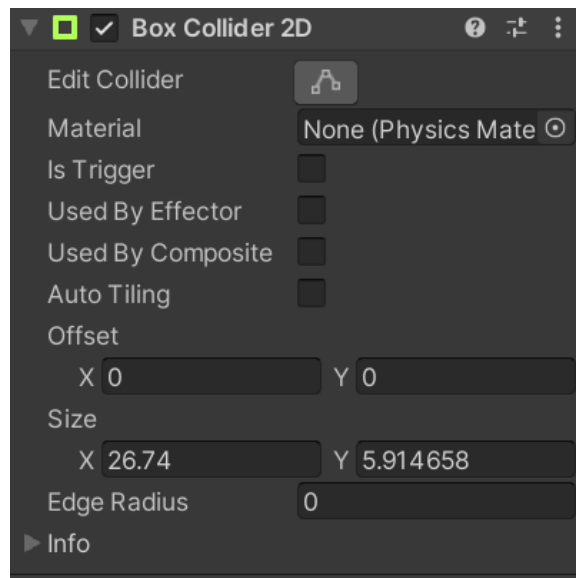 Box Collider 2D
Edit Collider
Material None (Physics Mate
Is Trigger
Used By Effector
Used By Composite
Auto Tiling
Offset
X 0 Y 0
Size
X 26.74 Y 5.914658
Edge Radius 0
Info